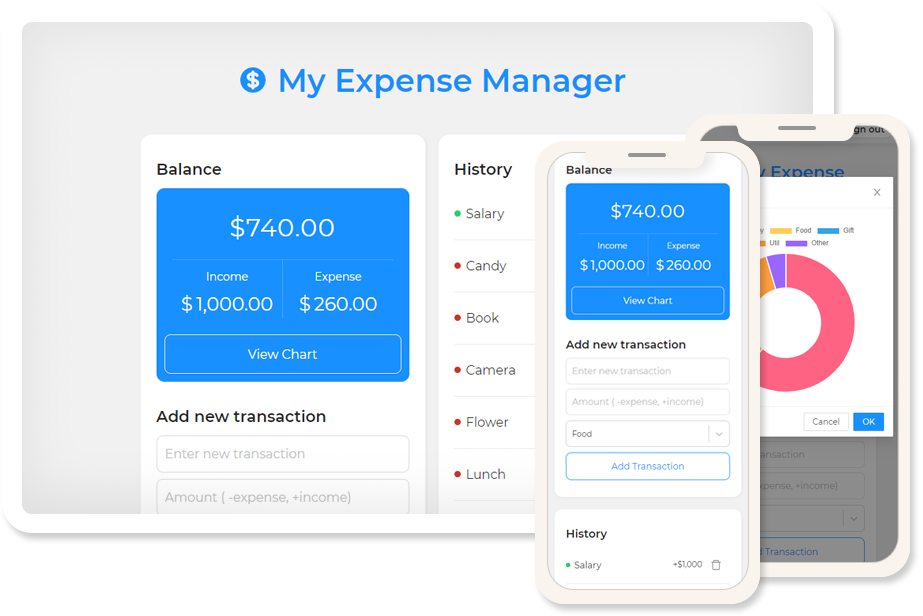 My Expense Manager
Balance
$740.00
Income Expense
$1,000.00 $260.00
View Chart
Add new transaction
Enter new transaction
Amount ( -expense, +income)
History
Salary
Candy
Book
Camera
Flower
Lunch
Balance
$740.00
Income Expense
$1,000.00 $260.00
View Chart
Add new transaction
Enter new transaction
Amount ( -expense, +income)
Food
Add Transaction
History
Salary +$1,000
gn out
y Expense
y Food Gift
Util Other
Cancel OK
ansaction
xpense, +income)
Transaction